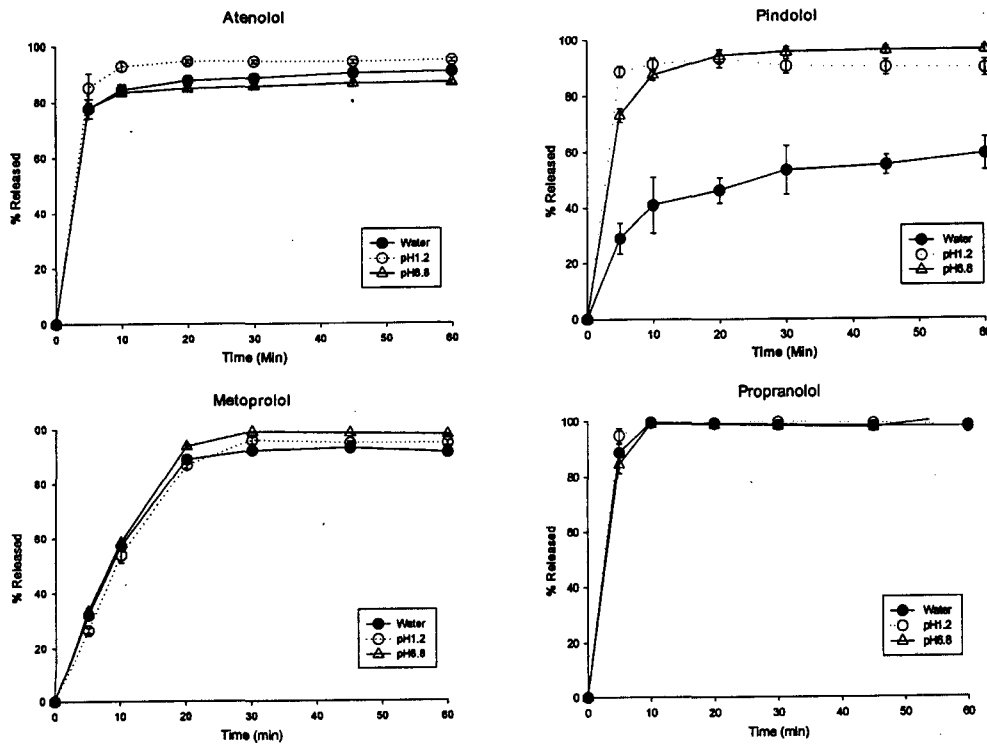 Atenolol
100
80
60
40
20
0
% Released
Water
pH1.2
pH6.8
0 10 20 30 40 50 60
Time (Min)
Pindolol
100
80
60
40
20
0
% Released
Water
pH1.2
pH6.8
0 10 20 30 40 50 60
Time (Min)
Metoprolol
00
80
60
40
20
0
% Released
Water
pH1.2
pH6.8
0 10 20 30 40 50 60
Time (min)
Propranolol
100
80
60
40
20
0
% Released
Water
pH1.2
pH6.8
0 10 20 30 40 50 60
Time (min)